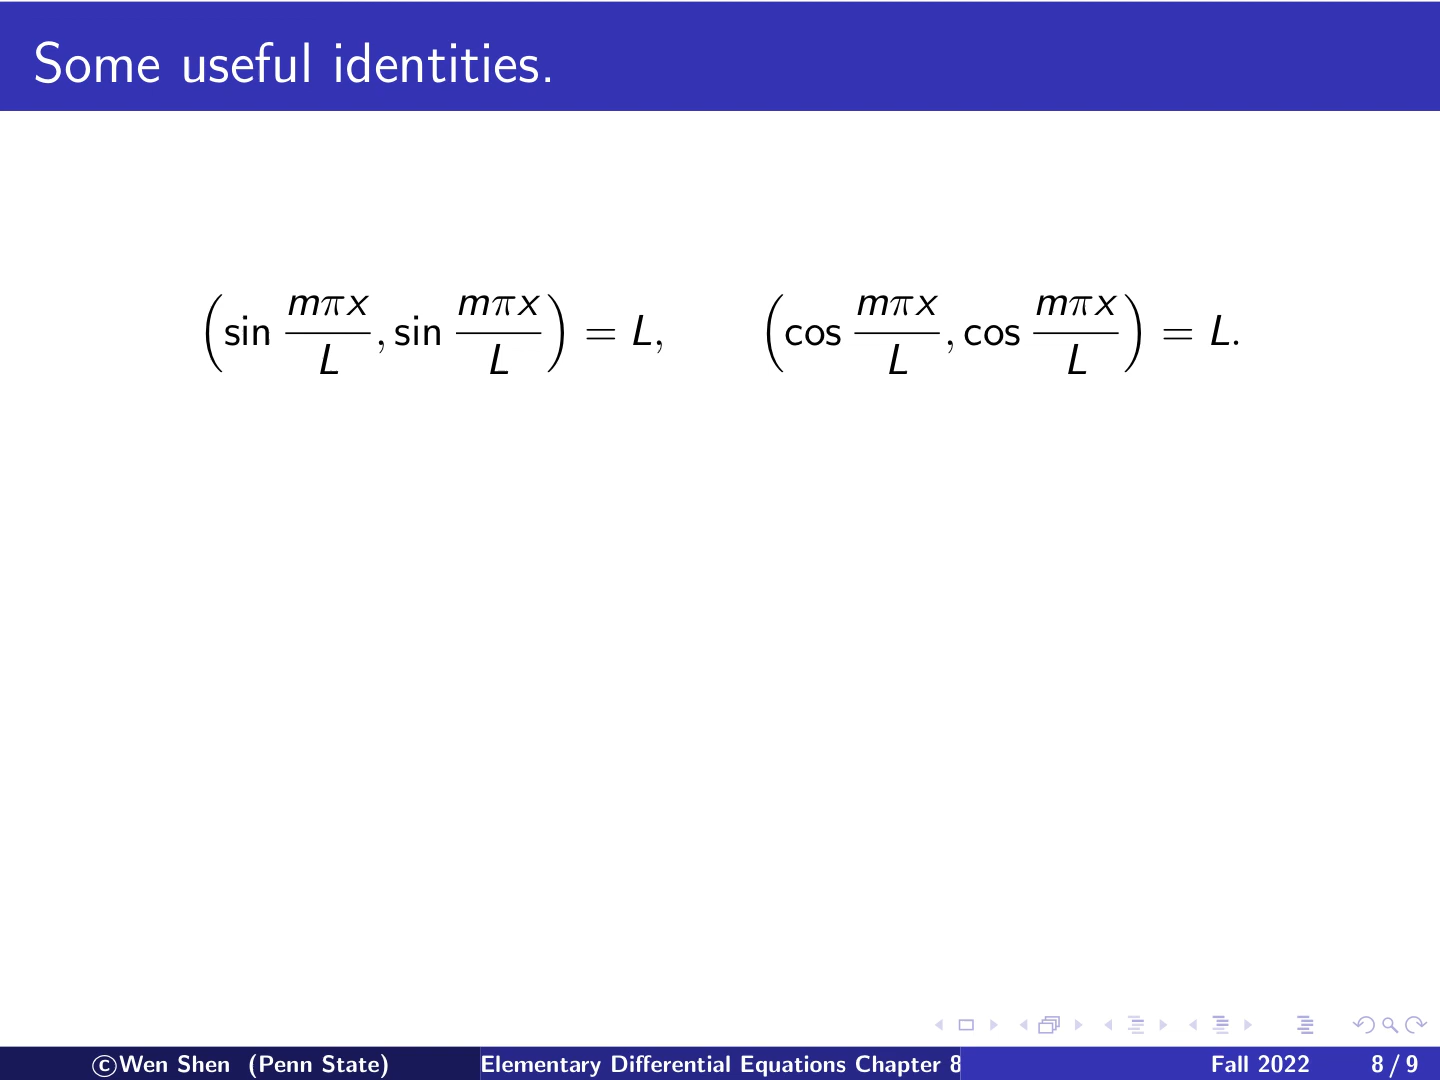 Some useful identities.
(sin mπx/L, sin mπx/L) = L, (cos mπx/L, cos mπx/L) = L.
©Wen Shen (Penn State) Elementary Differential Equations Chapter 8 Fall 2022 8 / 9